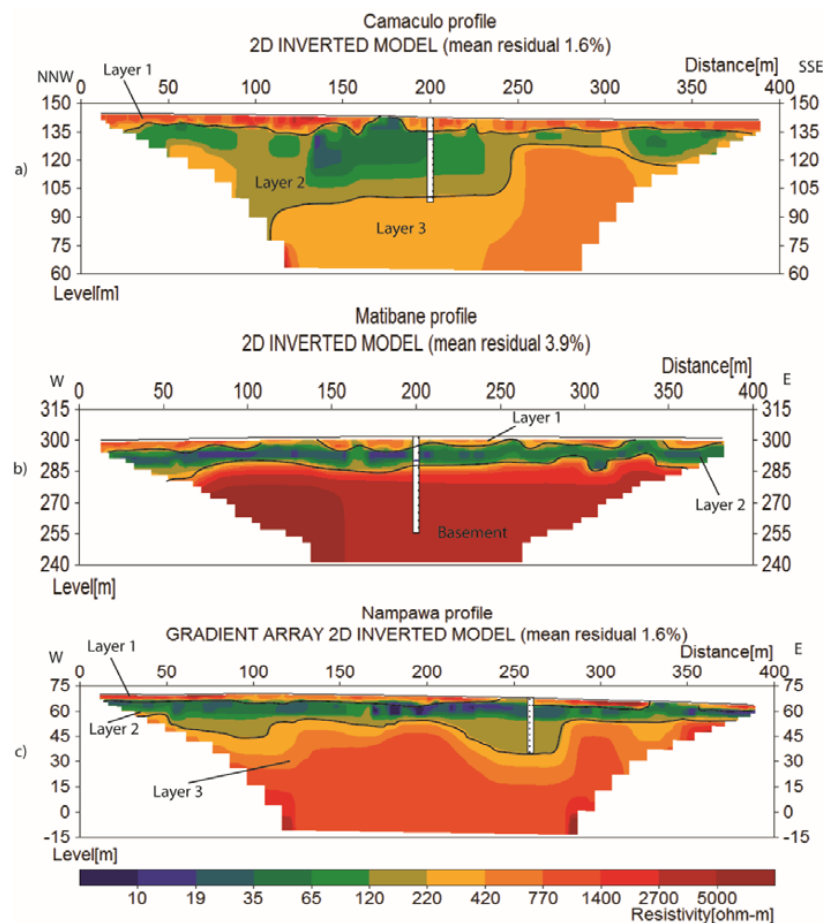 Camaculo profile
2D INVERTED MODEL (mean residual 1.6%)
NNW Layer 1 Distance[m] SSE
0 50 100 150 200 250 300 350 400
150 150
135 135
120 120
a)
Layer 2
105 105
90 90
Layer 3
75 75
60 60
Level[m]
Matibane profile
2D INVERTED MODEL (mean residual 3.9%)
W Distance[m] E
0 50 100 150 200 250 300 350 400
315 Layer 1 315
300 300
b)
285 285
Layer 2
270 270
255 255
Basement
240 240
Level[m]
Nampawa profile
GRADIENT ARRAY 2D INVERTED MODEL (mean residual 1.6%)
W Layer 1 Distance[m] E
0 50 100 150 200 250 300 350 400
75 75
Layer 2
60 60
c)
45 45
30 30
Layer 3
15 15
0 0
-15 -15
Level[m]
10 19 35 65 120 220 420 770 1400 2700 5000
Resistivity[ohm-m]